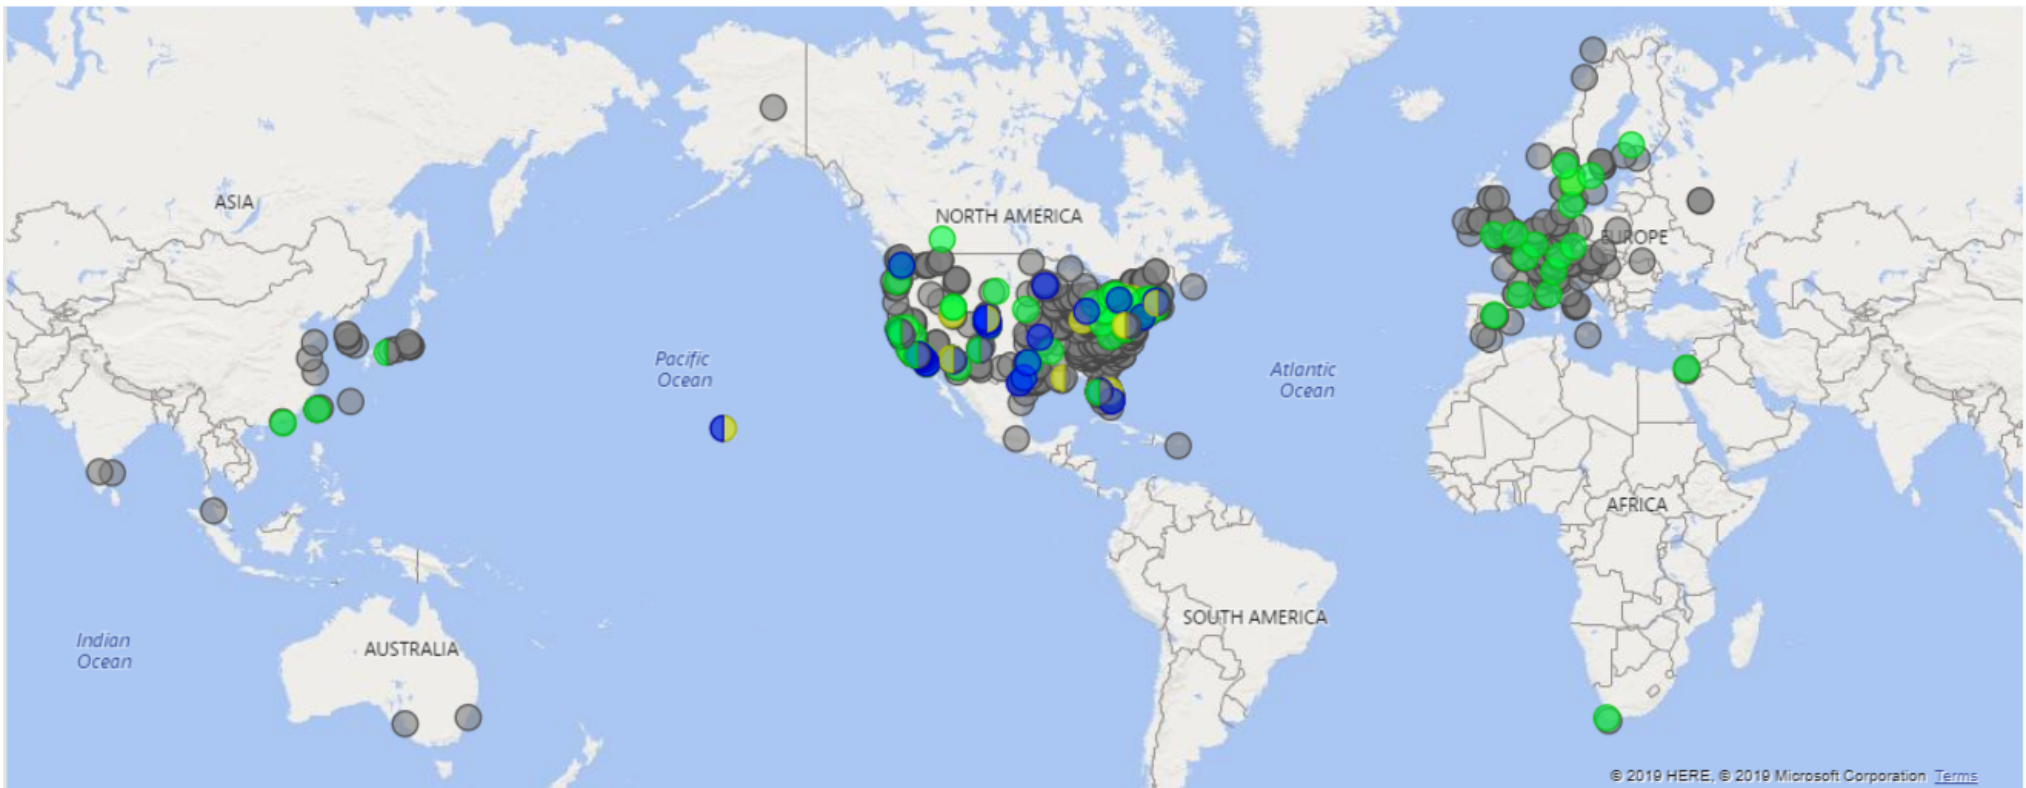 ASIA
NORTH AMERICA
EUROPE
Pacific
Ocean
Atlantic
Ocean
AFRICA
SOUTH AMERICA
Indian
Ocean
AUSTRALIA
© 2019 HERE, © 2019 Microsoft Corporation Terms